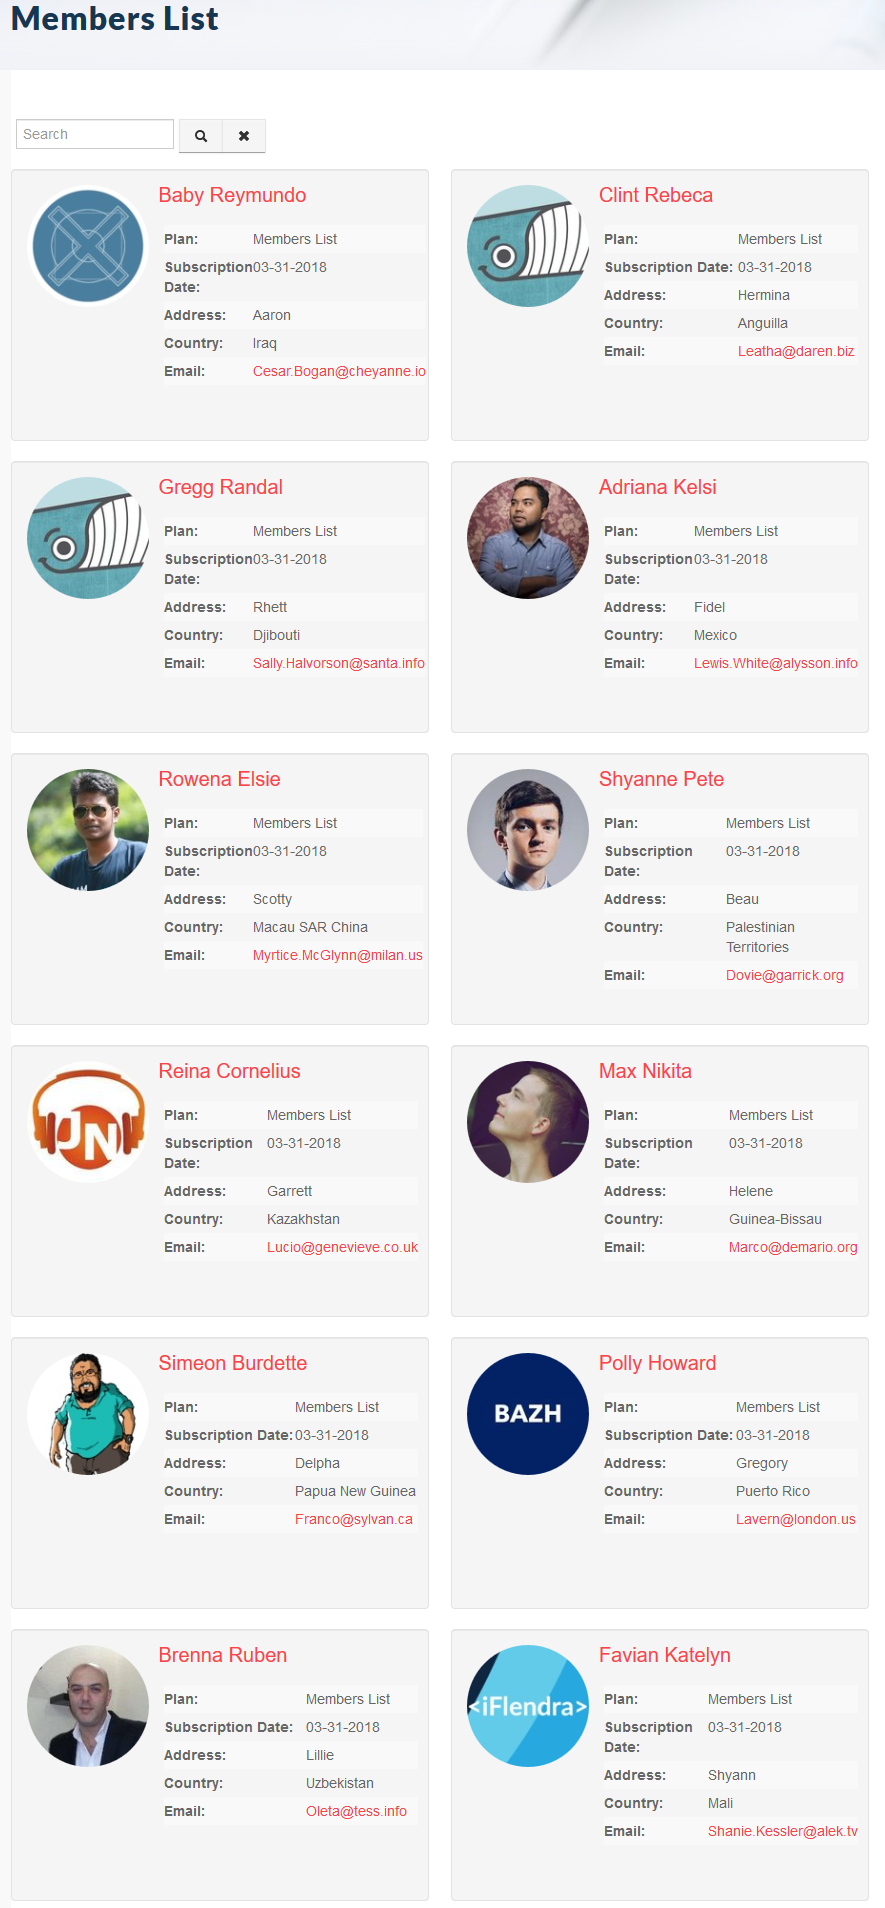 Members List
Search
Baby Reymundo
Plan: Members List
Subscription 03-31-2018
Date:
Address: Aaron
Country: Iraq
Email: Cesar.Bogan@cheyanne.io
Clint Rebeca
Plan: Members List
Subscription Date: 03-31-2018
Address: Hermina
Country: Anguilla
Email: Leatha@daren.biz
Gregg Randal
Plan: Members List
Subscription 03-31-2018
Date:
Address: Rhett
Country: Djibouti
Email: Sally.Halvorson@santa.info
Adriana Kelsi
Plan: Members List
Subscription 03-31-2018
Date:
Address: Fidel
Country: Mexico
Email: Lewis.White@alysson.info
Rowena Elsie
Plan: Members List
Subscription 03-31-2018
Date:
Address: Scotty
Country: Macau SAR China
Email: Myrtice.McGlynn@milan.us
Shyanne Pete
Plan: Members List
Subscription 03-31-2018
Date:
Address: Beau
Country: Palestinian
Territories
Email: Dovie@garrick.org
JN
Reina Cornelius
Plan: Members List
Subscription 03-31-2018
Date:
Address: Garrett
Country: Kazakhstan
Email: Lucio@genevieve.co.uk
Max Nikita
Plan: Members List
Subscription 03-31-2018
Date:
Address: Helene
Country: Guinea-Bissau
Email: Marco@demario.org
Simeon Burdette
Plan: Members List
Subscription Date: 03-31-2018
Address: Delpha
Country: Papua New Guinea
Email: Franco@sylvan.ca
BAZH
Polly Howard
Plan: Members List
Subscription Date: 03-31-2018
Address: Gregory
Country: Puerto Rico
Email: Lavern@london.us
Brenna Ruben
Plan: Members List
Subscription Date: 03-31-2018
Address: Lillie
Country: Uzbekistan
Email: Oleta@tess.info
<iFlendra>
Favian Katelyn
Plan: Members List
Subscription 03-31-2018
Date:
Address: Shyann
Country: Mali
Email: Shanie.Kessler@alek.tv